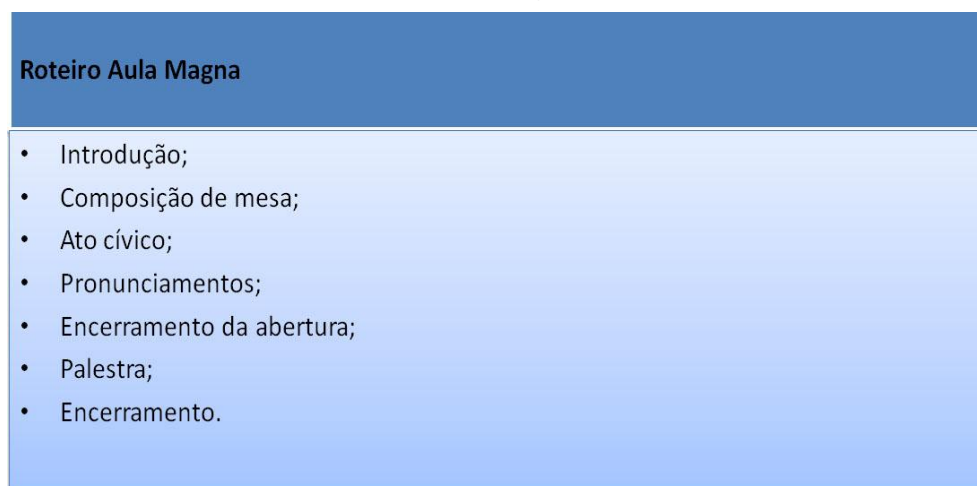 Roteiro Aula Magna
• Introdução;
• Composição de mesa;
• Ato cívico;
• Pronunciamentos;
• Encerramento da abertura;
• Palestra;
• Encerramento.